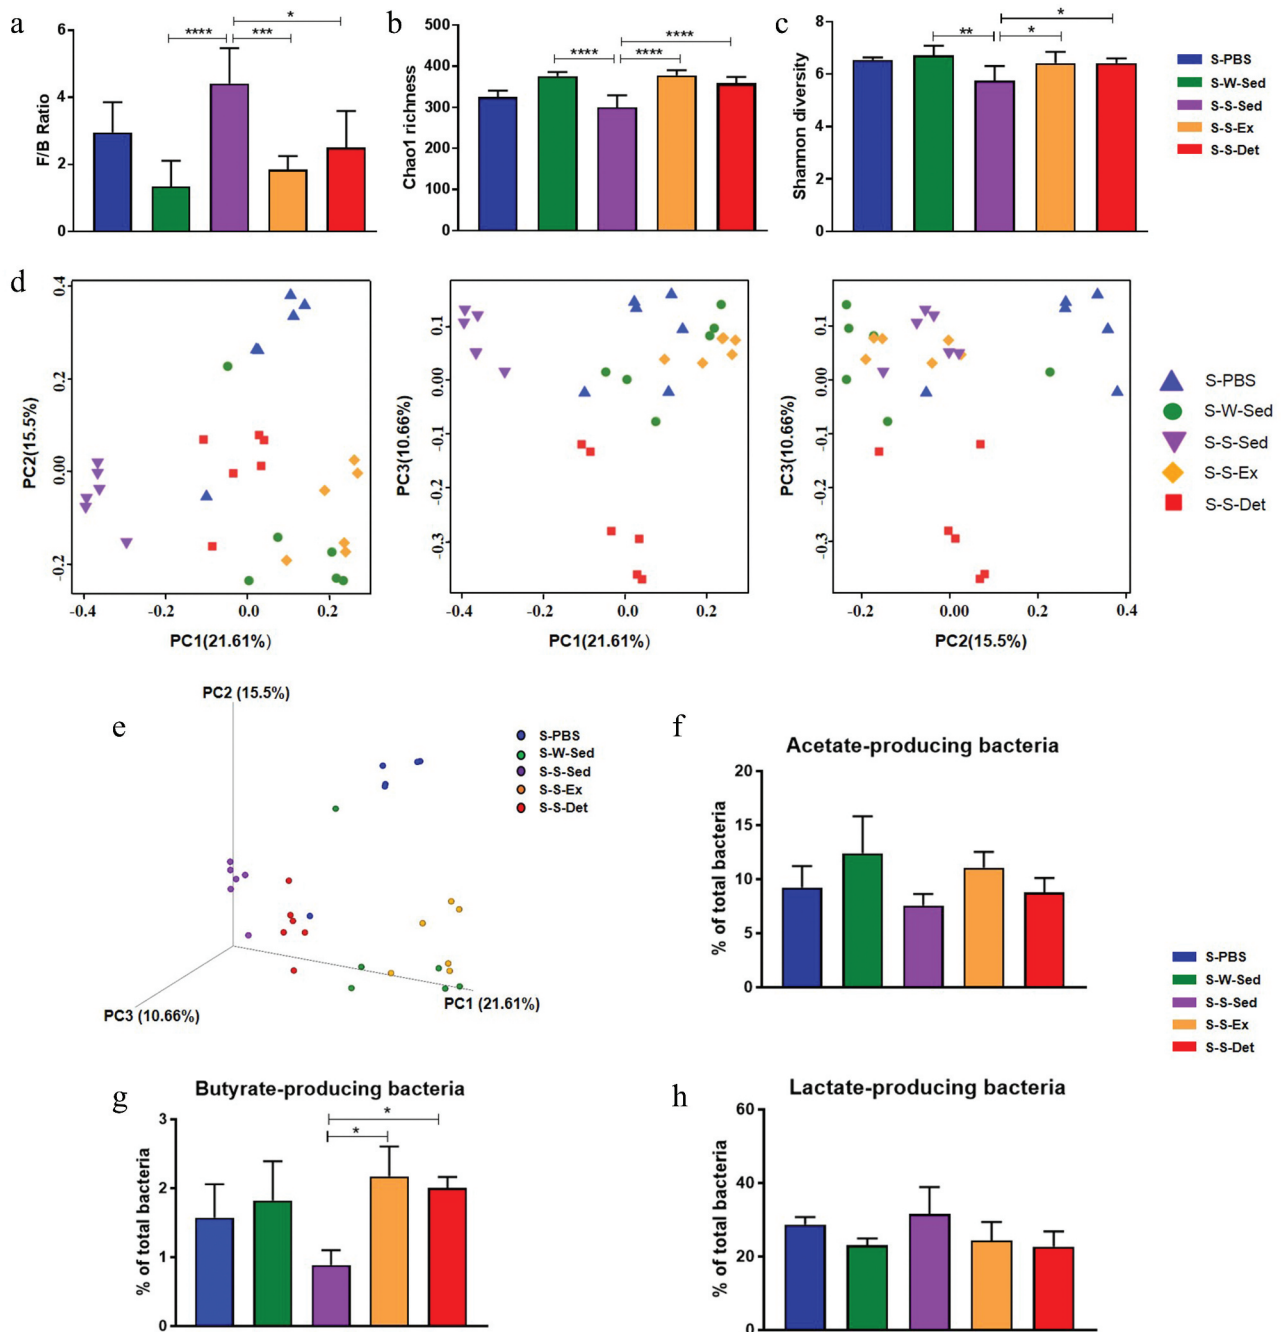 a
F/B Ratio
6
4
2
0
****
***
*
b
Chao1 richness
500
400
300
200
100
0
****
****
****
c
Shannon diversity
8
6
4
2
0
**
*
*
S-PBS
S-W-Sed
S-S-Sed
S-S-Ex
S-S-Det
d
PC2(15.5%)
0.4
0.2
0.00
-0.2
-0.4
-0.2
0.0
0.2
PC1(21.61%)
PC3(10.66%)
0.1
0.00
-0.1
-0.2
-0.3
-0.4
-0.2
0.0
0.2
PC1(21.61%)
PC3(10.66%)
0.1
0.00
-0.1
-0.2
-0.3
-0.2
0.00
0.2
0.4
PC2(15.5%)
S-PBS
S-W-Sed
S-S-Sed
S-S-Ex
S-S-Det
e
PC2 (15.5%)
PC3 (10.66%)
PC1 (21.61%)
S-PBS
S-W-Sed
S-S-Sed
S-S-Ex
S-S-Det
f
Acetate-producing bacteria
% of total bacteria
20
15
10
5
0
S-PBS
S-W-Sed
S-S-Sed
S-S-Ex
S-S-Det
g
Butyrate-producing bacteria
% of total bacteria
3
2
1
0
*
*
h
Lactate-producing bacteria
% of total bacteria
60
40
20
0